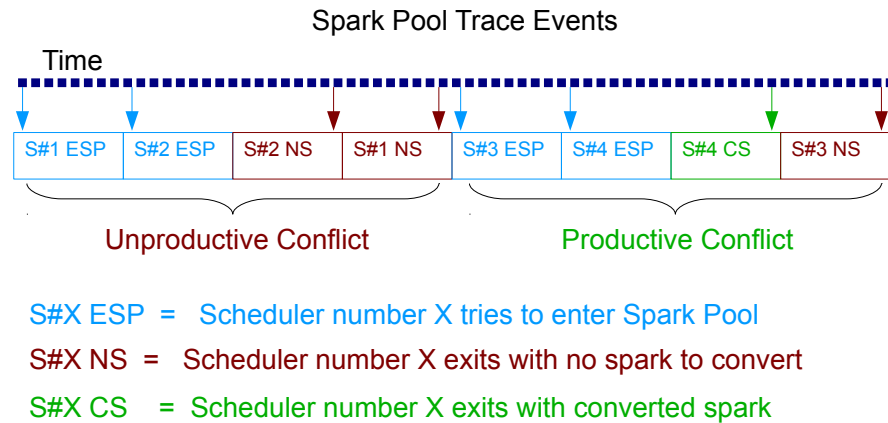 Spark Pool Trace Events
Time
S#1 ESP S#2 ESP S#2 NS S#1 NS S#3 ESP S#4 ESP S#4 CS S#3 NS
Unproductive Conflict Productive Conflict
S#X ESP = Scheduler number X tries to enter Spark Pool
S#X NS = Scheduler number X exits with no spark to convert
S#X CS = Scheduler number X exits with converted spark